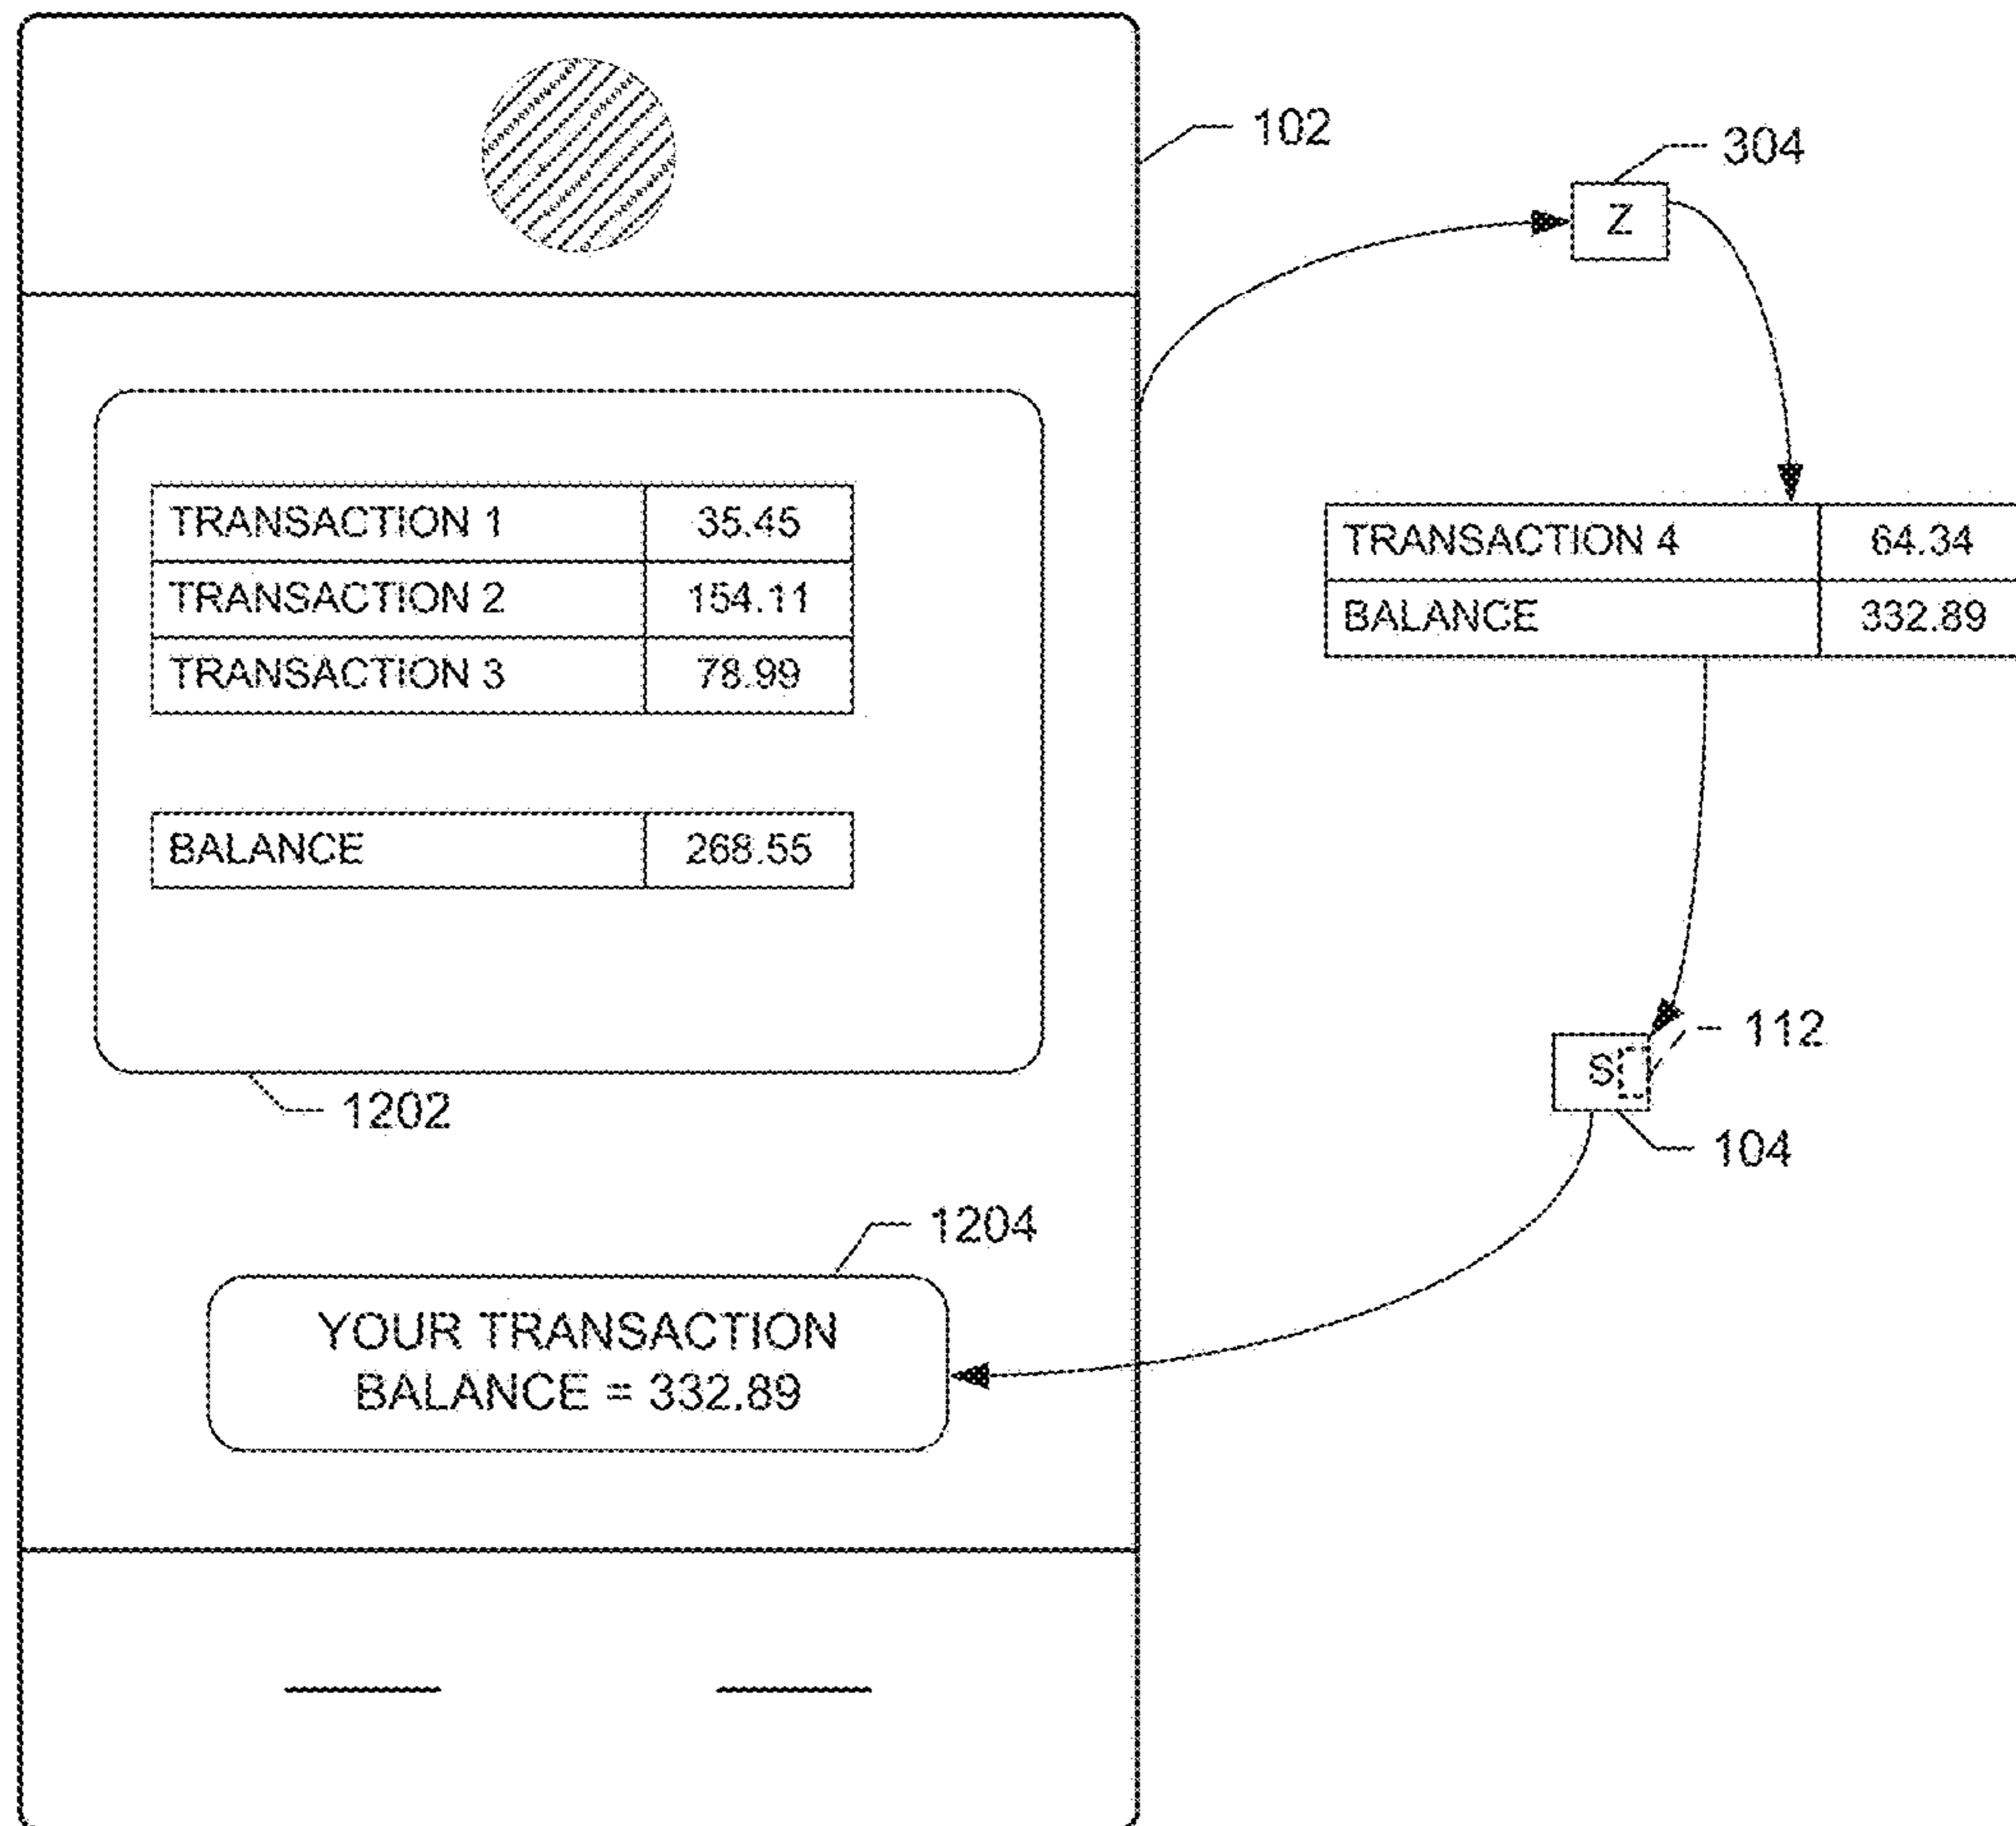 102
304
Z
TRANSACTION 1 35.45
TRANSACTION 2 154.11
TRANSACTION 3 78.99
BALANCE 268.55
1202
TRANSACTION 4 64.34
BALANCE 332.89
112
S
104
1204
YOUR TRANSACTION
BALANCE = 332.89